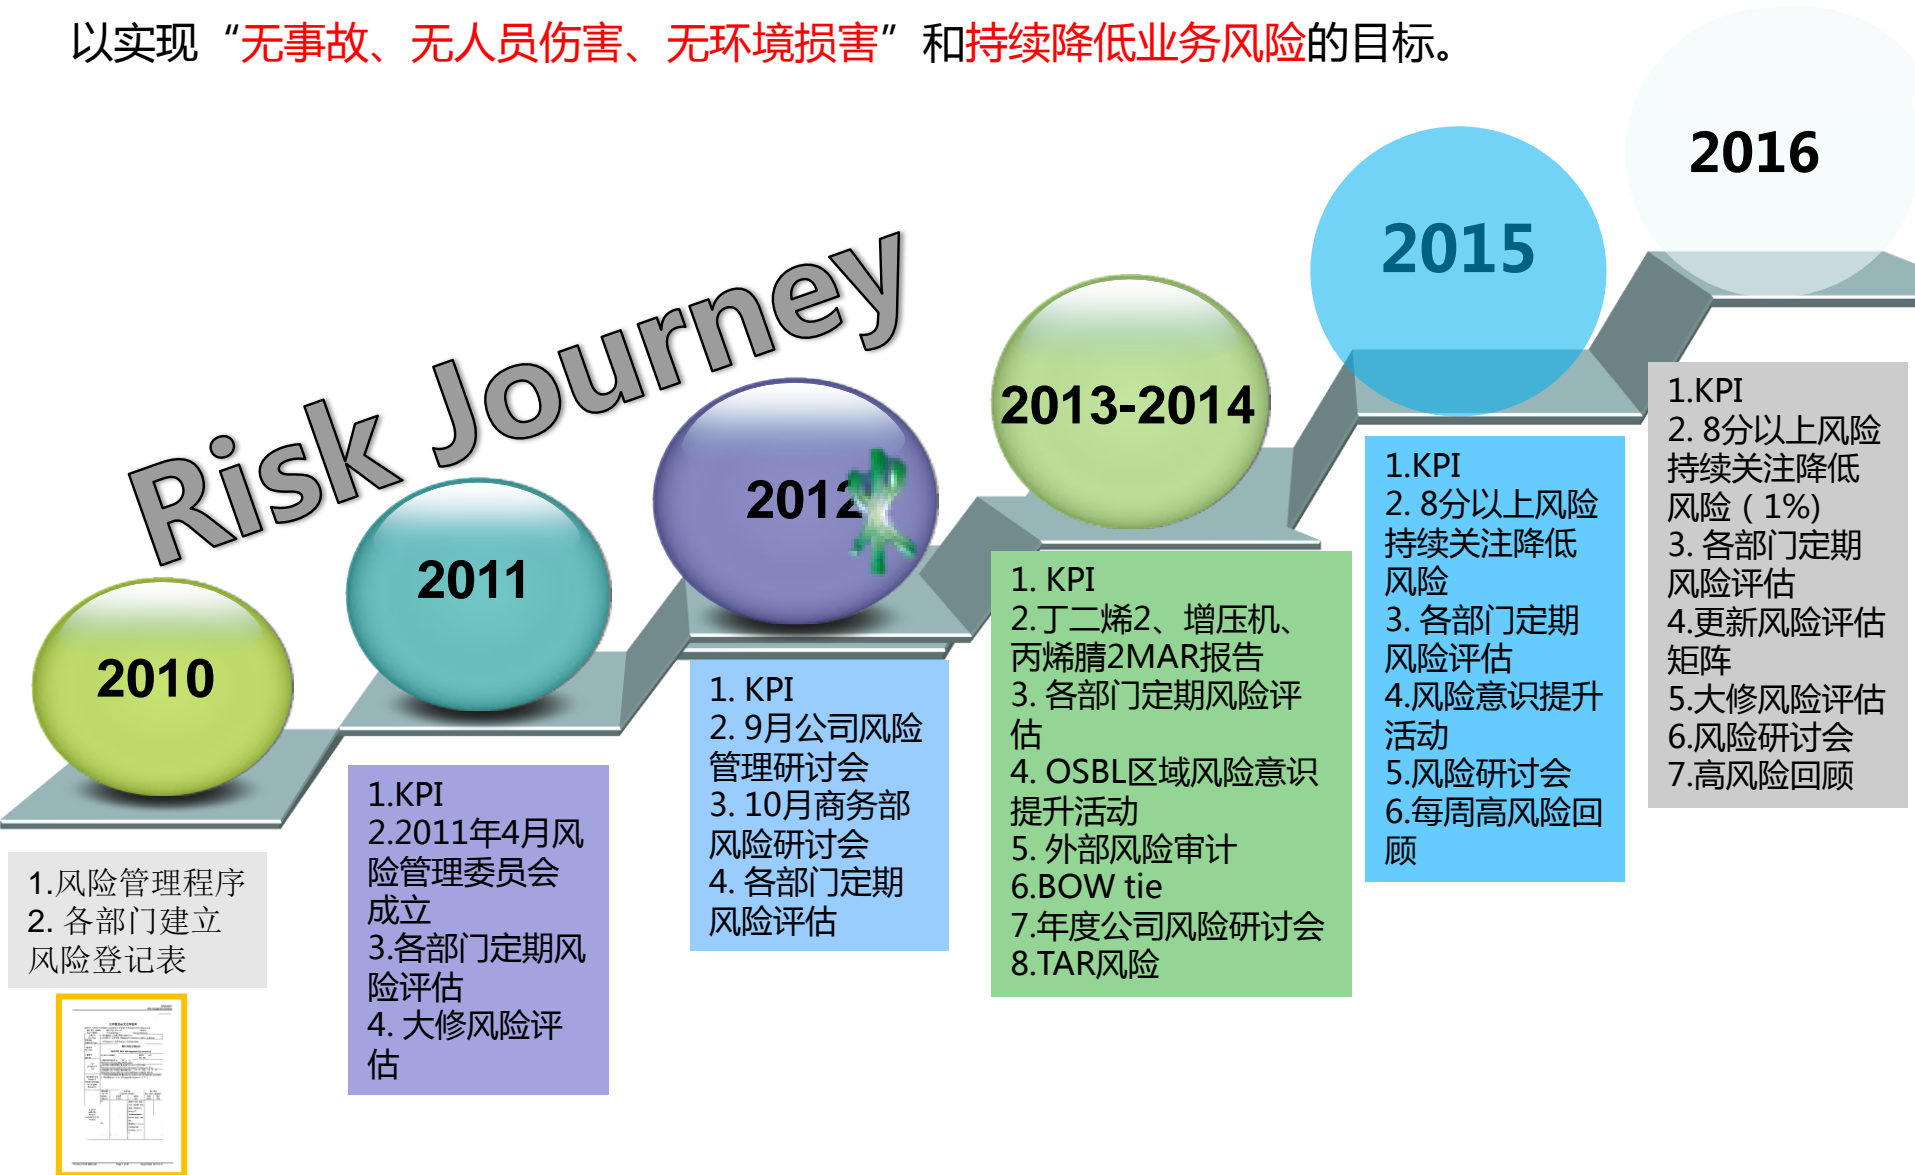 以实现“无事故、无人员伤害、无环境损害”和持续降低业务风险的目标。
Risk Journey
2010
1.风险管理程序
2. 各部门建立
风险登记表
2011
1.KPI
2.2011年4月风
险管理委员会
成立
3.各部门定期风
险评估
4. 大修风险评
估
2012
1. KPI
2. 9月公司风险
管理研讨会
3. 10月商务部
风险研讨会
4. 各部门定期
风险评估
2013-2014
1. KPI
2.丁二烯2、增压机、
丙烯腈2MAR报告
3. 各部门定期风险评
估
4. OSBL区域风险意识
提升活动
5. 外部风险审计
6.BOW tie
7.年度公司风险研讨会
8.TAR风险
2015
1.KPI
2. 8分以上风险
持续关注降低
风险
3. 各部门定期
风险评估
4.风险意识提升
活动
5.风险研讨会
6.每周高风险回
顾
2016
1.KPI
2. 8分以上风险
持续关注降低
风险（1%)
3. 各部门定期
风险评估
4.更新风险评估
矩阵
5.大修风险评估
6.风险研讨会
7.高风险回顾